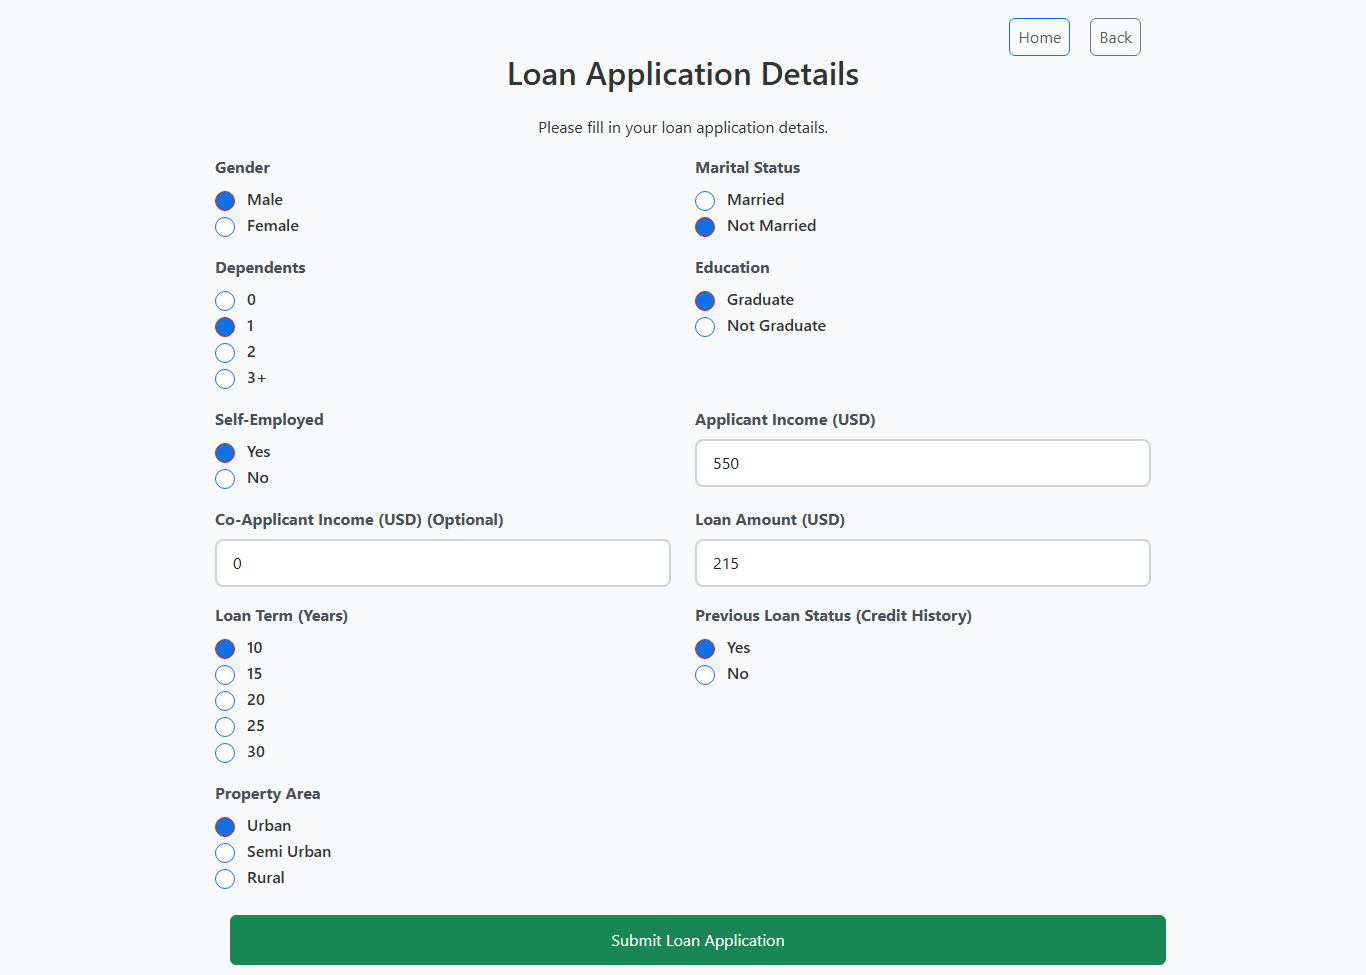 Home Back
Loan Application Details
Please fill in your loan application details.
Gender
Male
Female
Marital Status
Married
Not Married
Dependents
0
1
2
3+
Education
Graduate
Not Graduate
Self-Employed
Yes
No
Applicant Income (USD)
550
Co-Applicant Income (USD) (Optional)
0
Loan Amount (USD)
215
Loan Term (Years)
10
15
20
25
30
Previous Loan Status (Credit History)
Yes
No
Property Area
Urban
Semi Urban
Rural
Submit Loan Application